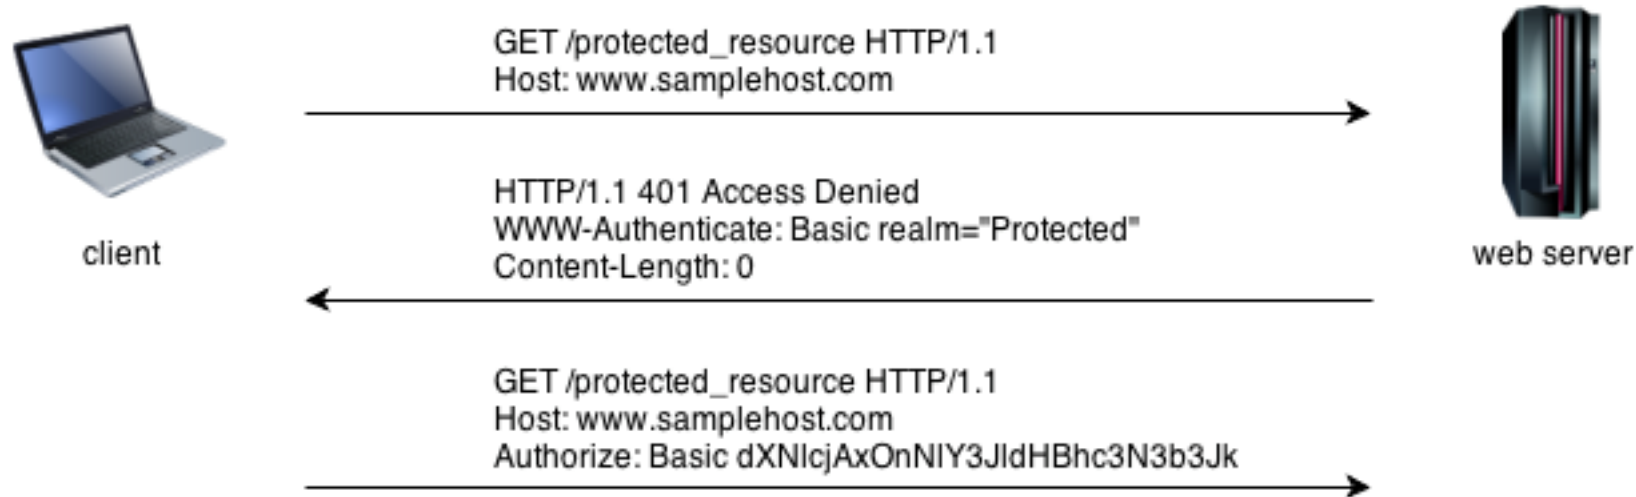 GET /protected_resource HTTP/1.1
Host: www.samplehost.com
HTTP/1.1 401 Access Denied
WWW-Authenticate: Basic realm="Protected"
Content-Length: 0
client
web server
GET /protected_resource HTTP/1.1
Host: www.samplehost.com
Authorize: Basic dXNlcjAxOnNlY3JldHBhc3N3b3Jk